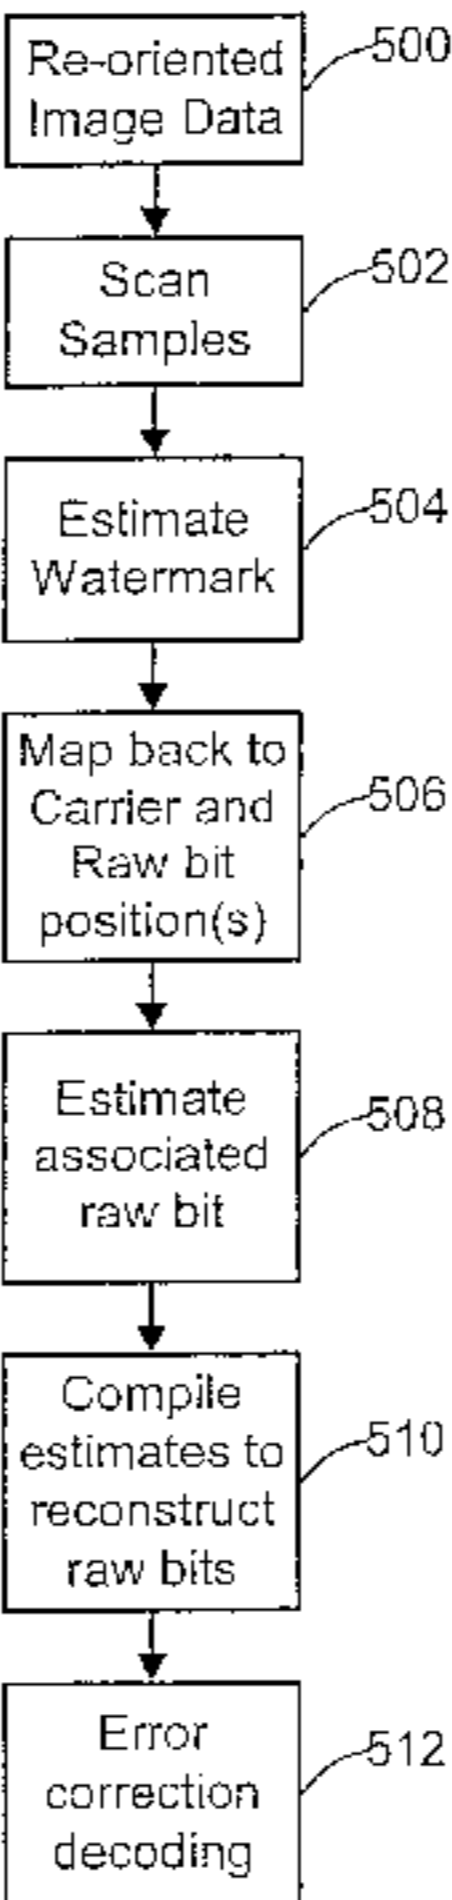 Re-oriented
Image Data
500
Scan
Samples
502
Estimate
Watermark
504
Map back to
Carrier and
Raw bit
position(s)
506
Estimate
associated
raw bit
508
Compile
estimates to
reconstruct
raw bits
510
Error
correction
decoding
512